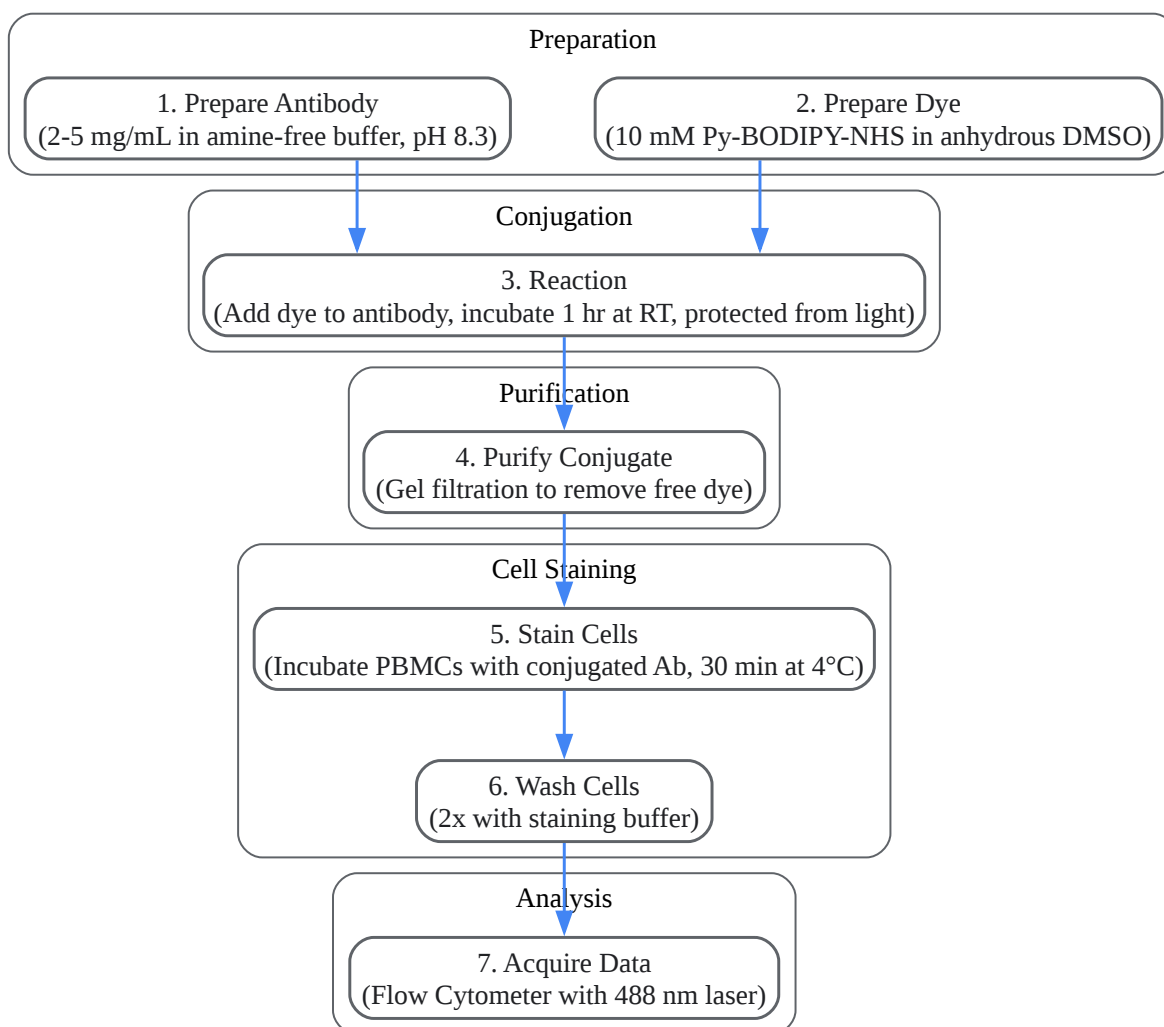 Preparation
1. Prepare Antibody
(2-5 mg/mL in amine-free buffer, pH 8.3)
2. Prepare Dye
(10 mM Py-BODIPY-NHS in anhydrous DMSO)
Conjugation
3. Reaction
(Add dye to antibody, incubate 1 hr at RT, protected from light)
Purification
4. Purify Conjugate
(Gel filtration to remove free dye)
Cell Staining
5. Stain Cells
(Incubate PBMCs with conjugated Ab, 30 min at 4°C)
6. Wash Cells
(2x with staining buffer)
Analysis
7. Acquire Data
(Flow Cytometer with 488 nm laser)